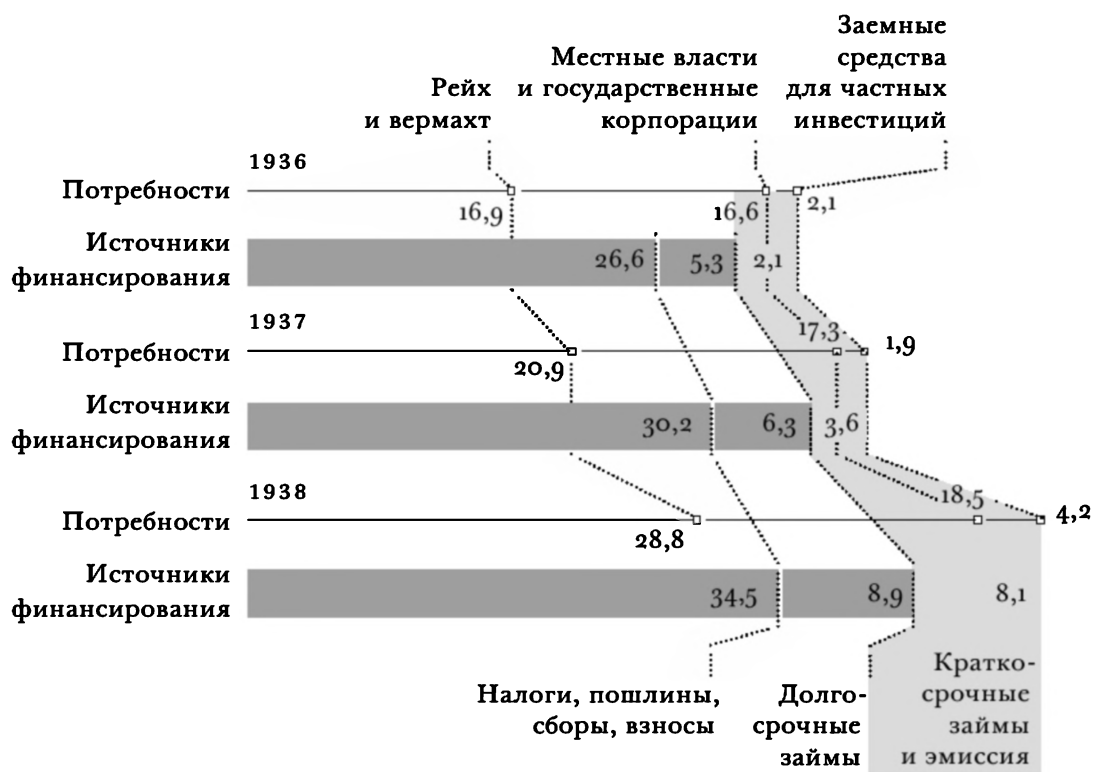 Заемные
средства
для частных
инвестиций
Местные власти
и государственные
корпорации
Рейх
и вермахт
1936
Потребности
16,9
16,6
2,1
Источники
финансирования
26,6
5,3
2,1
1937
Потребности
20,9
17,3
1,9
Источники
финансирования
30,2
6,3
3,6
1938
Потребности
28,8
18,5
4,2
Источники
финансирования
34,5
8,9
8,1
Налоги, пошлины,
сборы, взносы
Долго-
срочные
займы
Кратко-
срочные
займы
и эмиссия